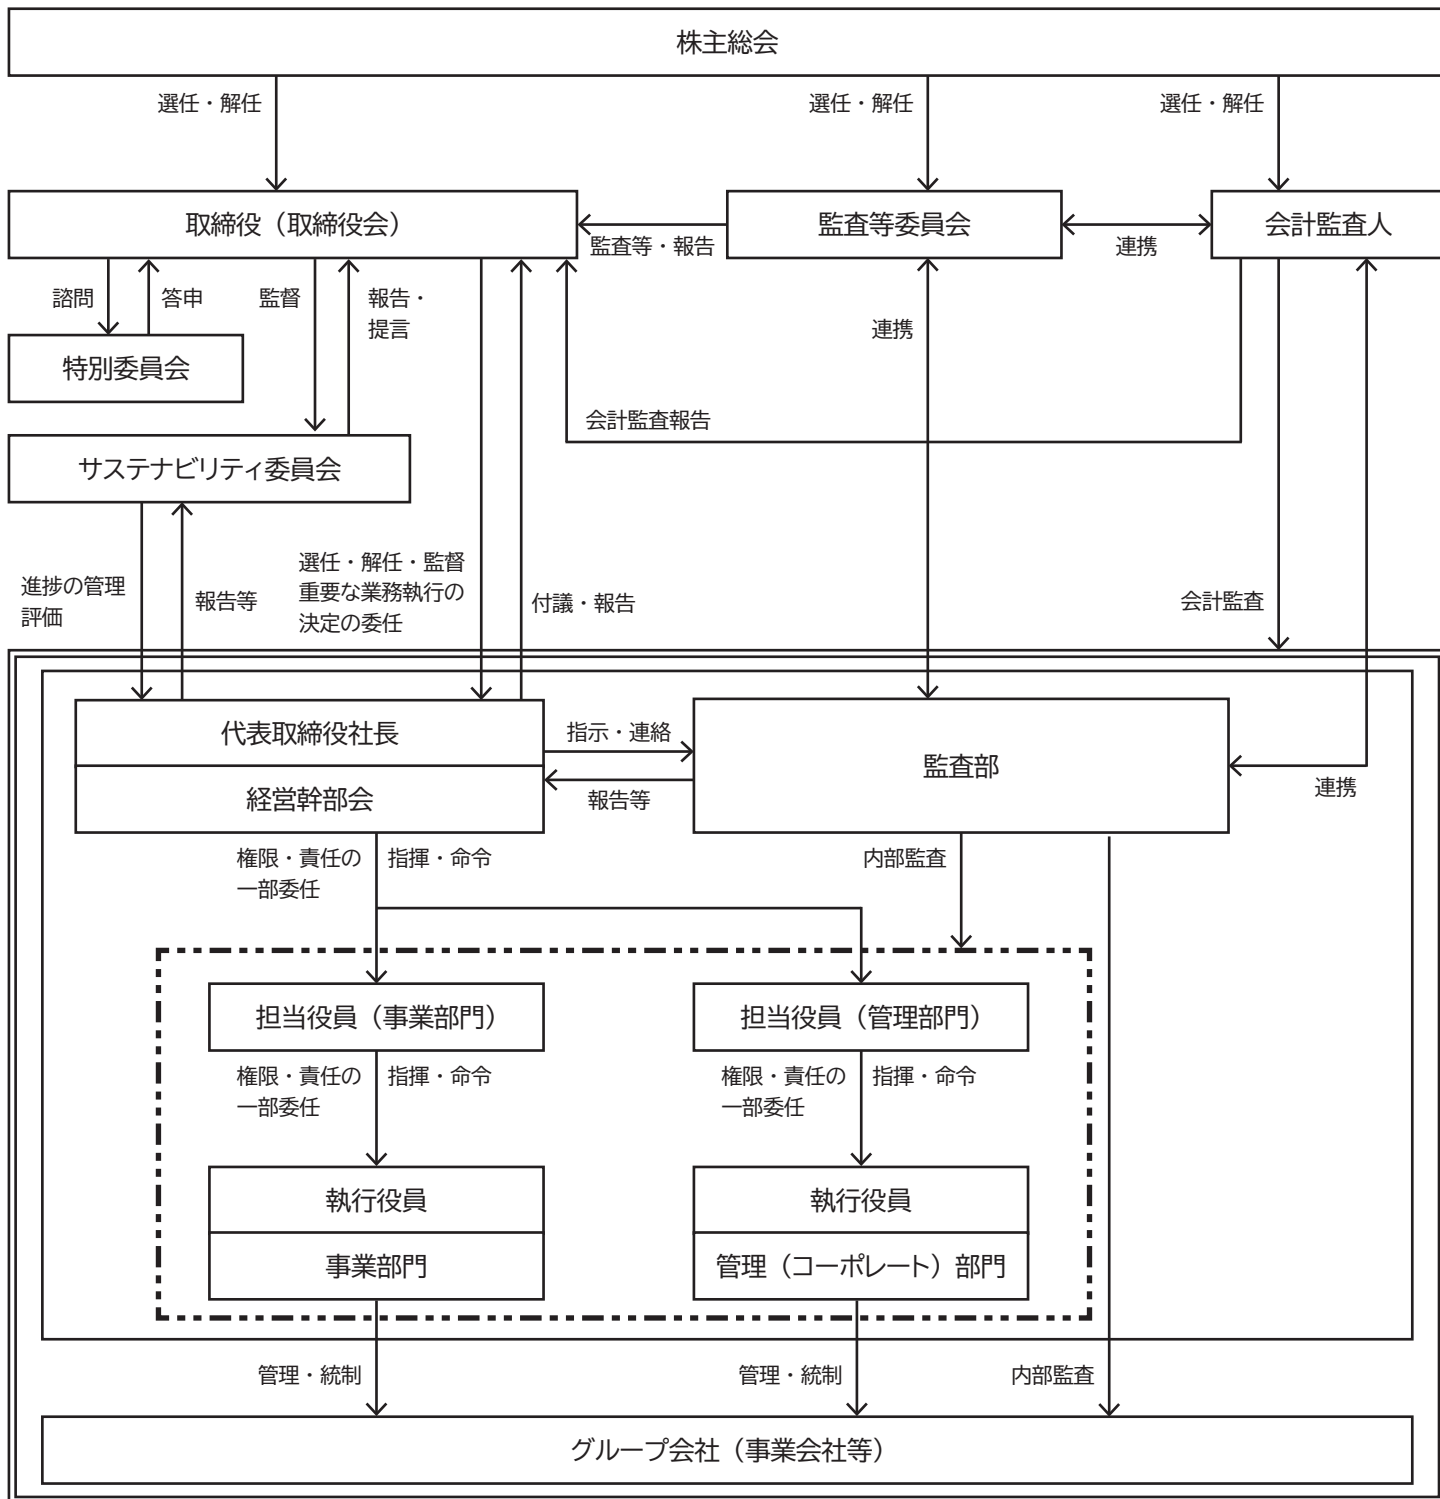 株主総会
選任・解任
選任・解任
選任・解任
取締役（取締役会）
監査等委員会
会計監査人
監査等・報告
連携
諮問
答申
監督
報告・
提言
連携
特別委員会
会計監査報告
サステナビリティ委員会
進捗の管理
評価
報告等
選任・解任・監督
重要な業務執行の
決定の委任
付議・報告
会計監査
代表取締役社長
経営幹部会
指示・連絡
報告等
監査部
連携
権限・責任の
一部委任
指揮・命令
内部監査
担当役員（事業部門）
担当役員（管理部門）
権限・責任の
一部委任
指揮・命令
権限・責任の
一部委任
指揮・命令
執行役員
事業部門
執行役員
管理（コーポレート）部門
管理・統制
管理・統制
内部監査
グループ会社（事業会社等）